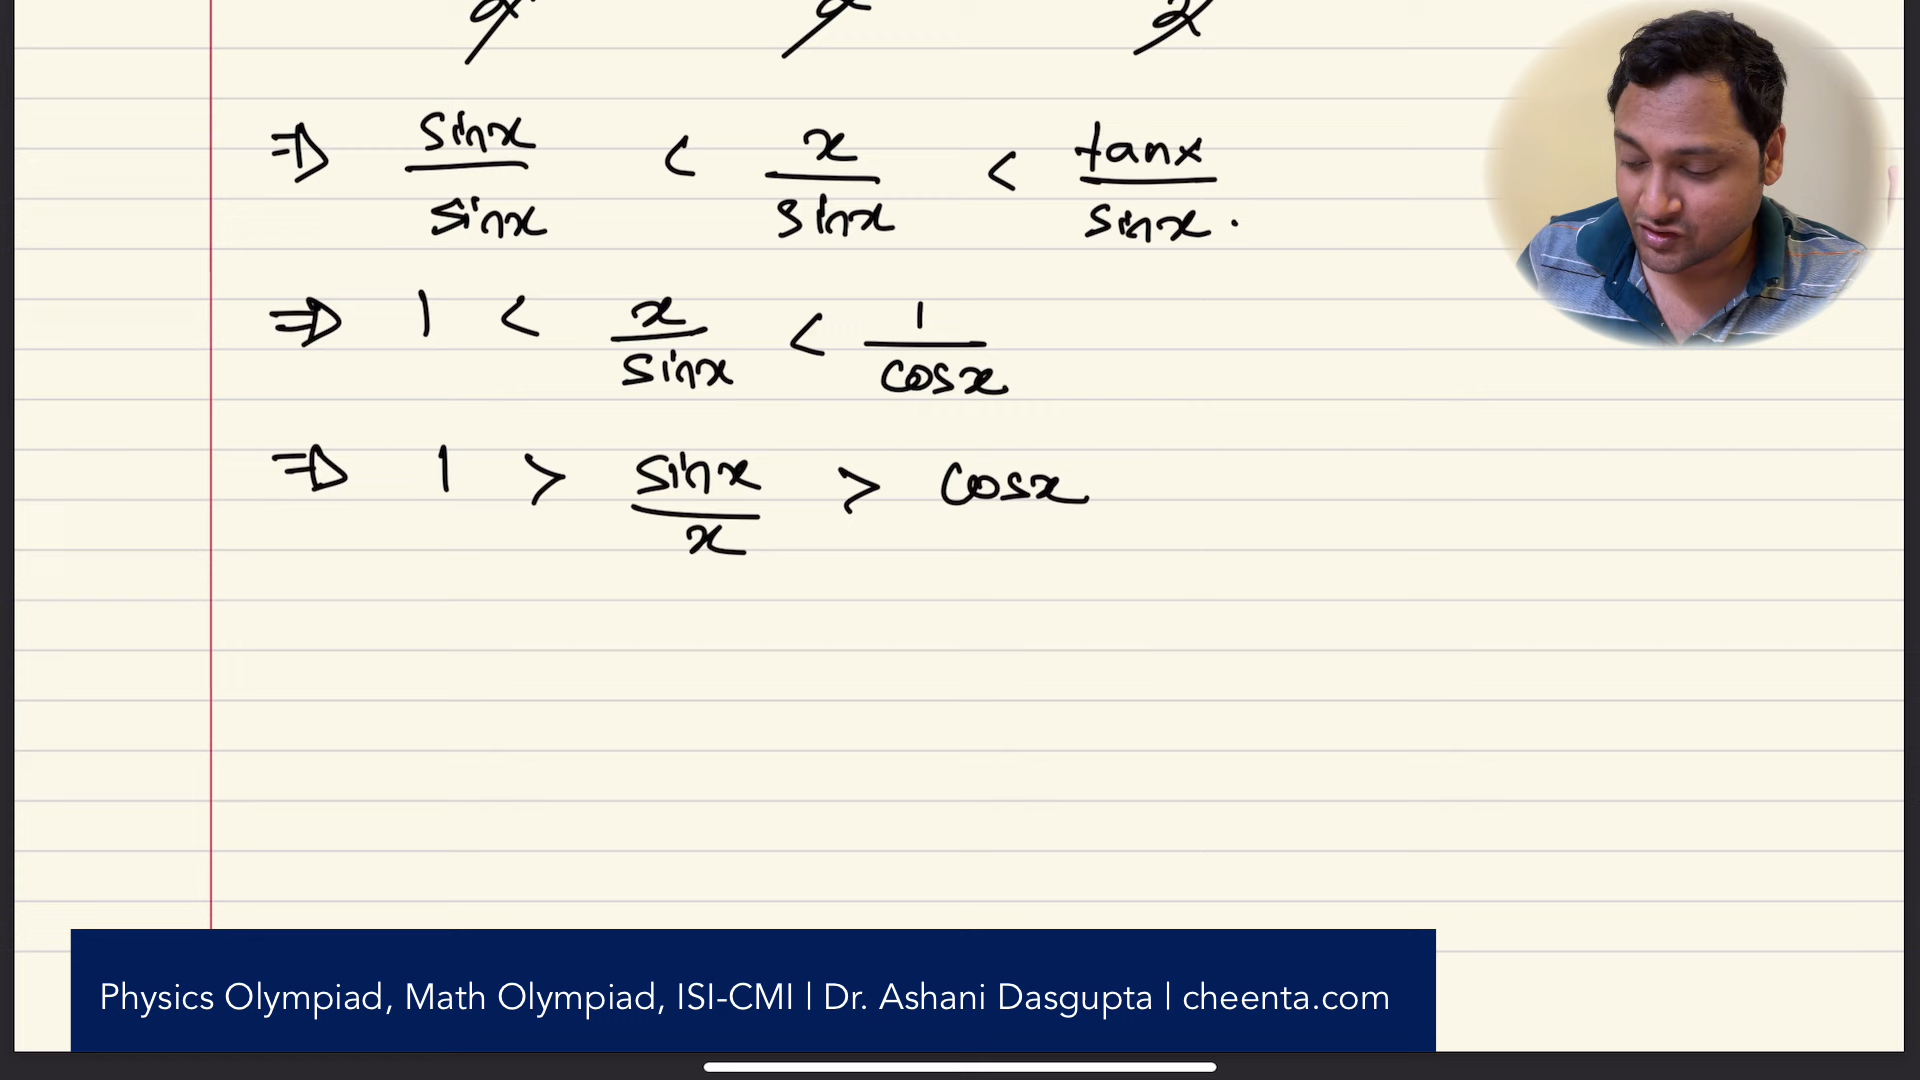 ⇒ sinx/sinx < x/sinx < tanx/sinx.
⇒ 1 < x/sinx < 1/cosx
⇒ 1 > sinx/x > cosx
Physics Olympiad, Math Olympiad, ISI-CMI | Dr. Ashani Dasgupta | cheenta.com